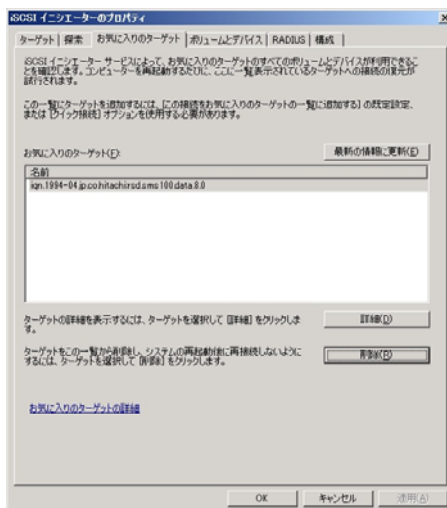 iSCSI イニシエーターのプロパティ
ターゲット | 探索 | お気に入りのターゲット | ボリュームとデバイス | RADIUS | 構成
iSCSI イニシエーター サービスによって、お気に入りのターゲットのすべてのボリュームとデバイスが利用できるこ
とを確認します。コンピューターを再起動するたびに、ここに一覧表示されているターゲットへの接続の復元が
試行されます。
この一覧にターゲットを追加するには、[この接続をお気に入りのターゲットの一覧に追加する] の既定設定、
または [クイック接続] オプションを使用する必要があります。
お気に入りのターゲット(F):
最新の情報に更新(E)
名前
iqn.1994-04.jp.co.hitachi:rsd.sms100.data.8.0
ターゲットの詳細を表示するには、ターゲットを選択して [詳細] をクリックしま
す。
詳細(D)
ターゲットをこの一覧から削除し、システムの再起動後に再接続しないように
するには、ターゲットを選択して [削除] をクリックします。
削除(R)
お気に入りのターゲットの詳細
OK
キャンセル
適用(A)